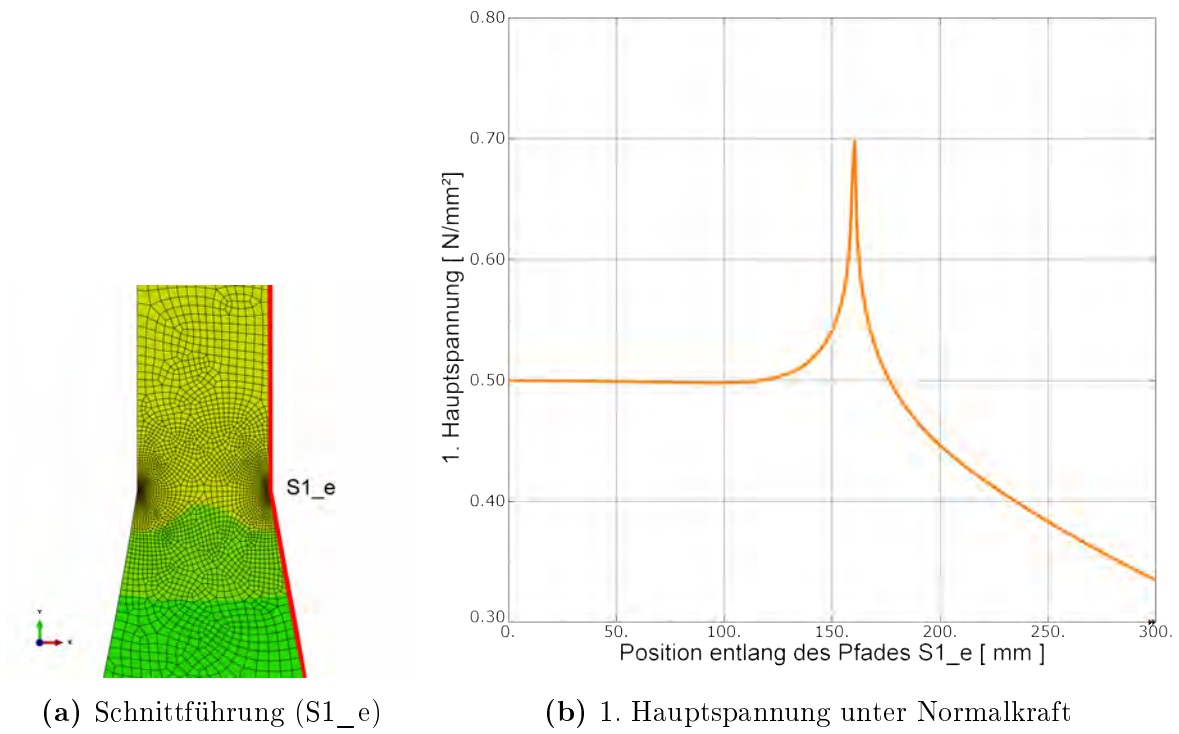 0.80
0.70
0.60
0.50
0.40
0.30
1. Hauptspannung [ N/mm²]
0.
50.
100.
150.
200.
250.
300.
Position entlang des Pfades S1_e [ mm ]
S1_e
Y
X
(a) Schnittführung (S1_e)
(b) 1. Hauptspannung unter Normalkraft